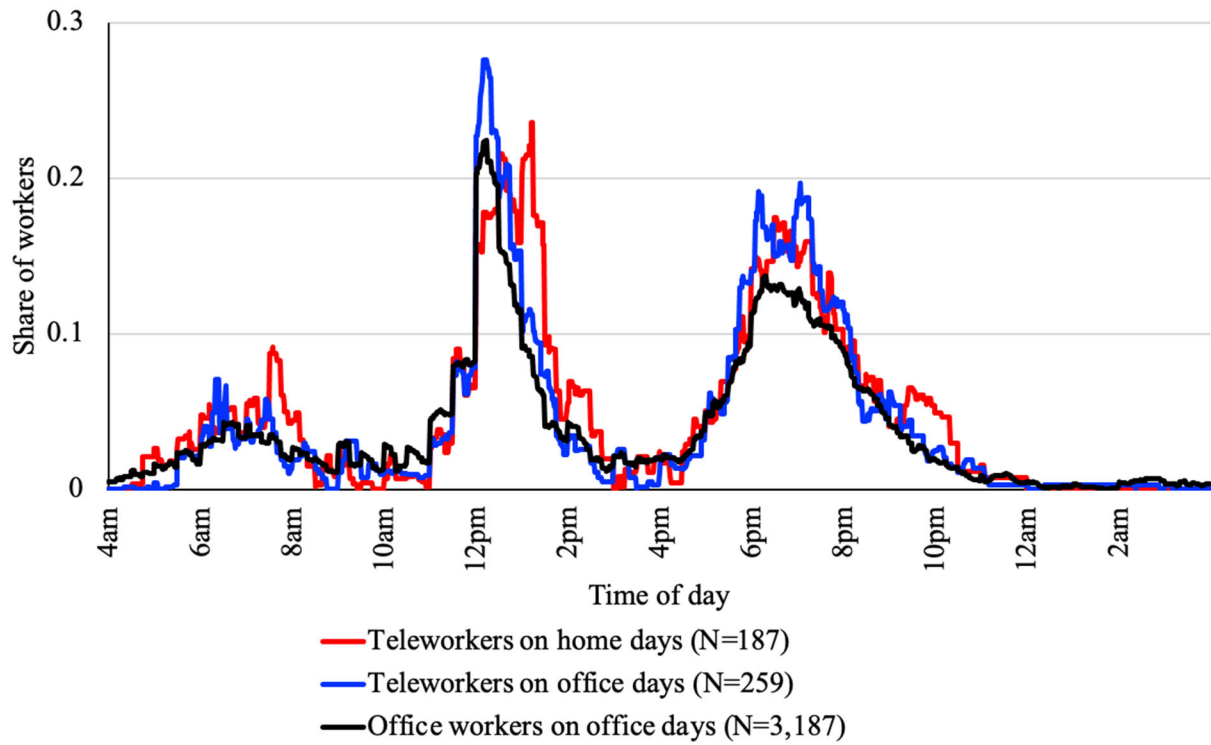 0.3
0.2
0.1
0
Share of workers
4am
6am
8am
10am
12pm
2pm
4pm
6pm
8pm
10pm
12am
2am
Time of day
Teleworkers on home days (N=187)
Teleworkers on office days (N=259)
Office workers on office days (N=3,187)